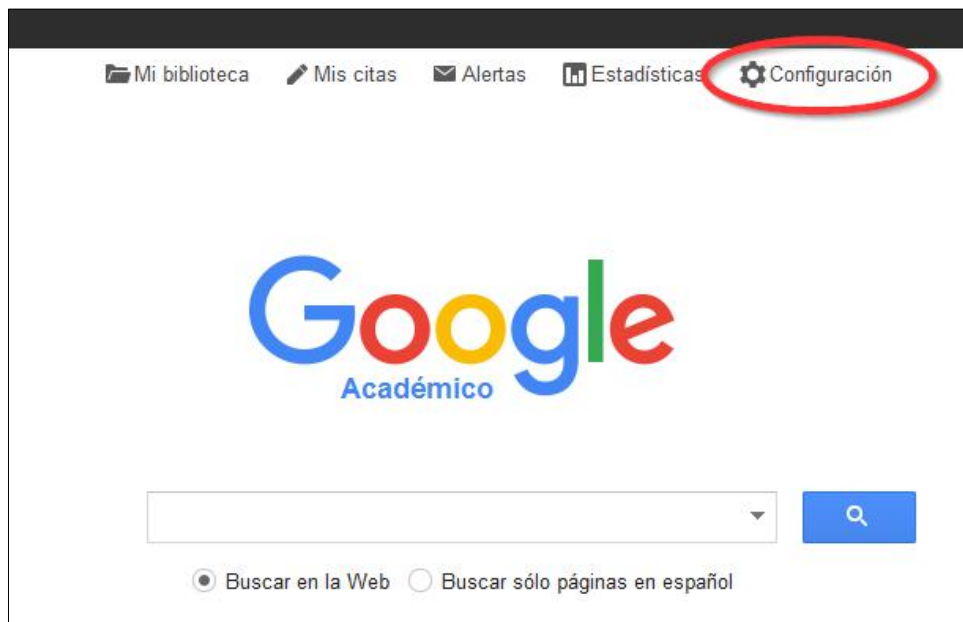 Mi biblioteca Mis citas Alertas Estadísticas Configuración
Google
Académico
Buscar en la Web Buscar sólo páginas en español